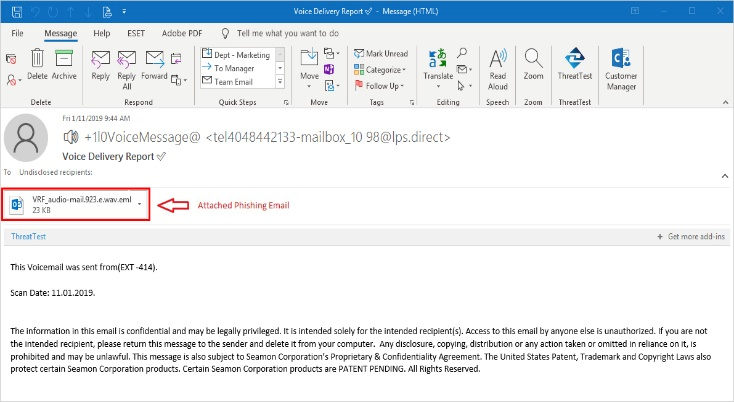 Voice Delivery Report ✓ - Message (HTML)
File Message Help ESET Adobe PDF Tell me what you want to do
Delete
Archive
Reply
Reply All
Forward
Dept - Marketing
To Manager
Team Email
Move
Mark Unread
Categorize
Follow Up
Translate
Read Aloud
Zoom
ThreatTest
Customer Manager
Delete Respond Quick Steps Move Tags Editing Speech Zoom ThreatTest
Fri 1/11/2019 9:44 AM
+1l0VoiceMessage@ <tel4048442133-mailbox_10 98@lps.direct>
Voice Delivery Report ✓
To Undisclosed recipients:
VRF_audio-mail.923.e.wav.eml
23 KB
Attached Phishing Email
ThreatTest + Get more add-ins
This Voicemail was sent from(EXT -414).
Scan Date: 11.01.2019.
The information in this email is confidential and may be legally privileged. It is intended solely for the intended recipient(s). Access to this email by anyone else is unauthorized. If you are
not the intended recipient, please return this message to the sender and delete it from your computer.  Any disclosure, copying, distribution or any action taken or omitted in reliance on it, is
prohibited and may be unlawful. This message is also subject to Seamon Corporation's Proprietary & Confidentiality Agreement. The United States Patent, Trademark and Copyright Laws also
protect certain Seamon Corporation products. Certain Seamon Corporation products are PATENT PENDING. All Rights Reserved.